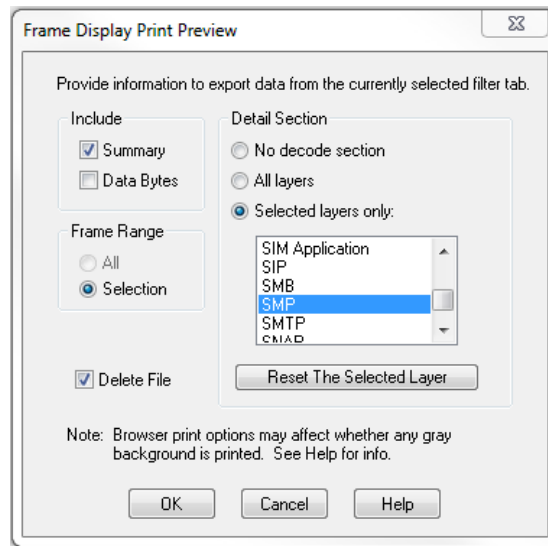 Frame Display Print Preview
Provide information to export data from the currently selected filter tab.
Include
Summary
Data Bytes
Frame Range
All
Selection
Delete File
Detail Section
No decode section
All layers
Selected layers only:
SIM Application
SIP
SMB
SMP
SMTP
SNAP
Reset The Selected Layer
Note: Browser print options may affect whether any gray
background is printed. See Help for info.
OK
Cancel
Help